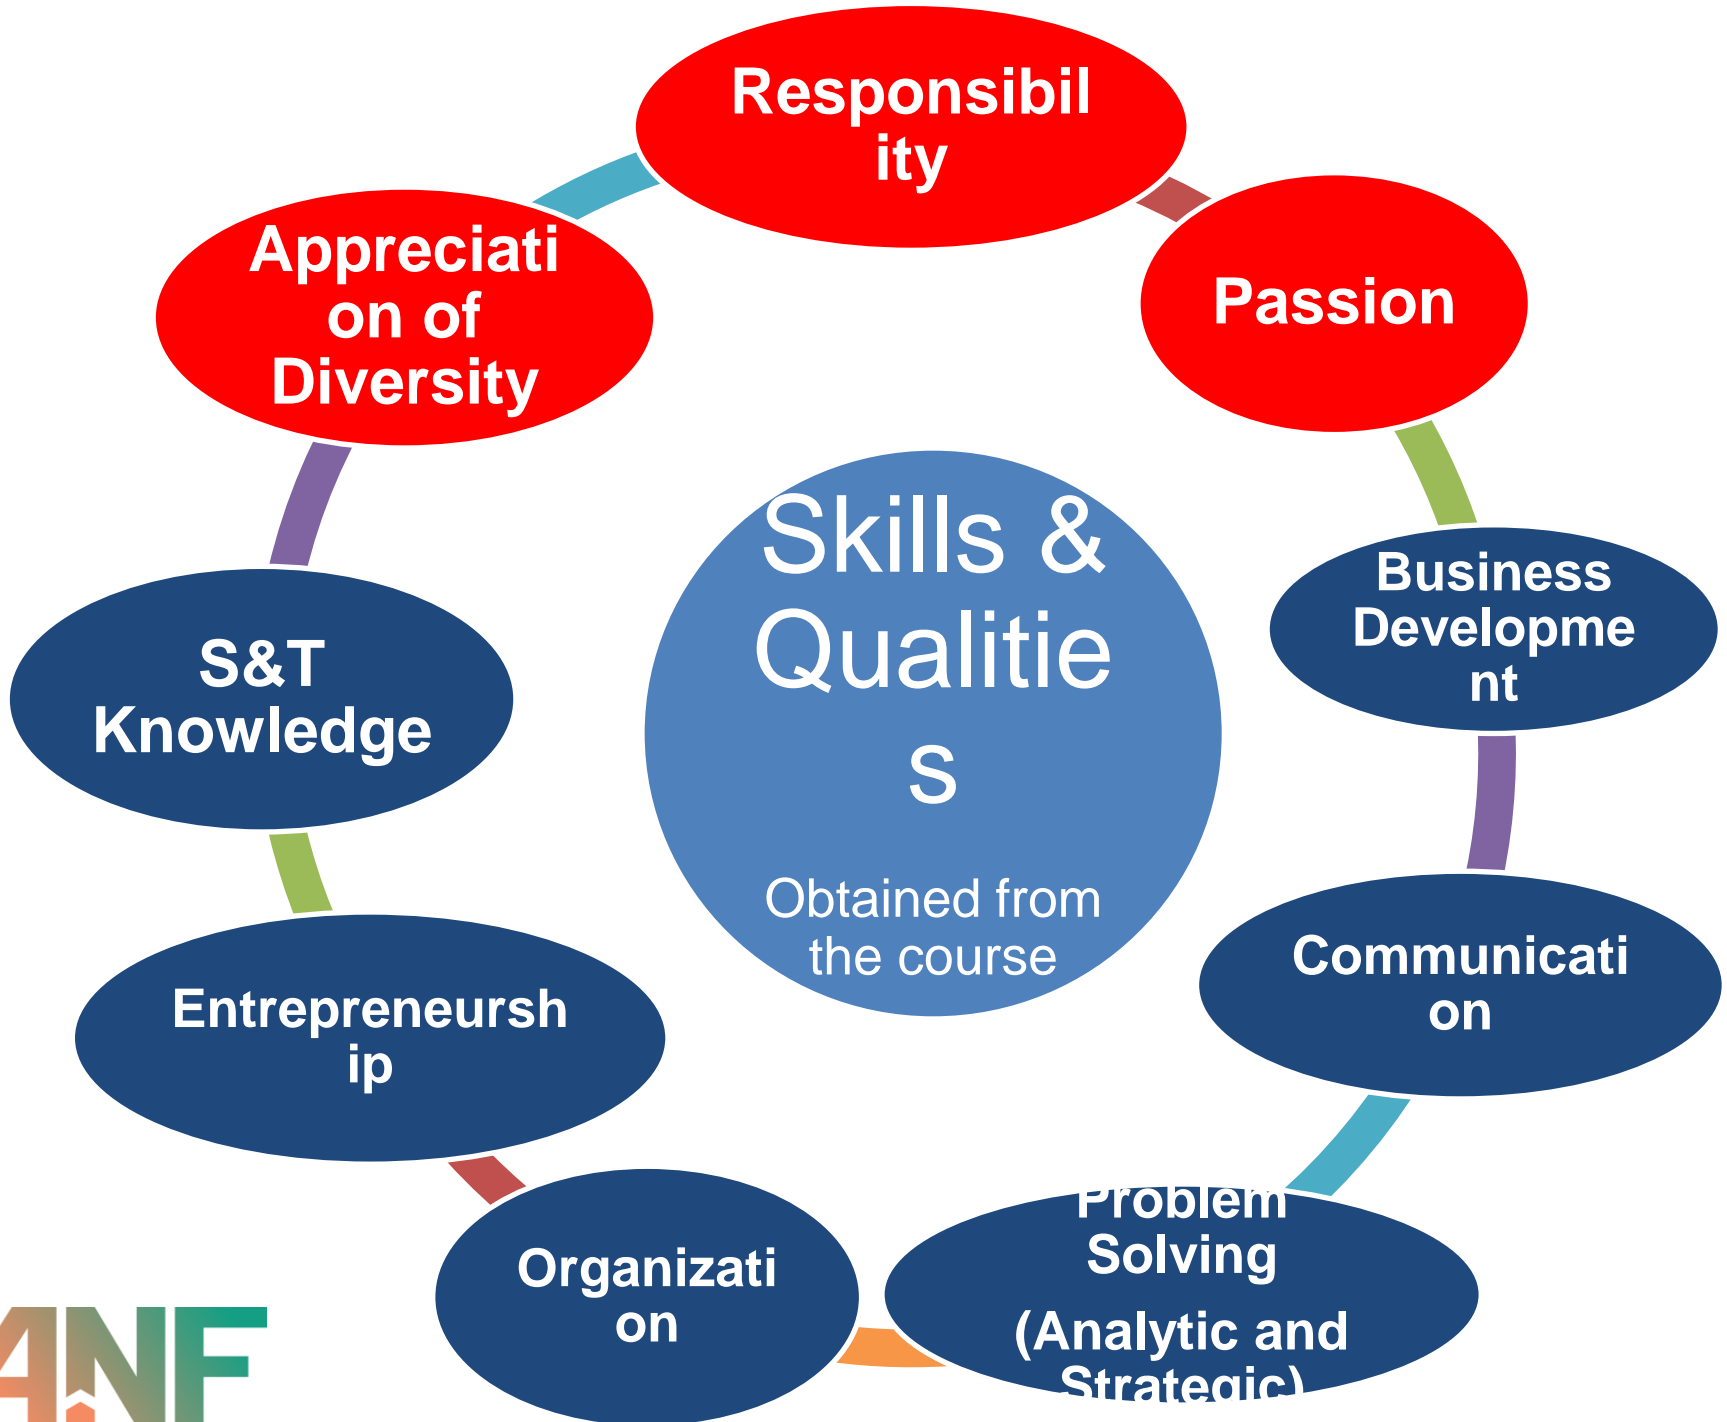 Responsibil
ity
Passion
Business
Developme
nt
Communicati
on
Problem
Solving
(Analytic and
Strategic)
Organizati
on
Entrepreneursh
ip
S&T
Knowledge
Appreciati
on of
Diversity
Skills &
Qualitie
s
Obtained from
the course
ANF